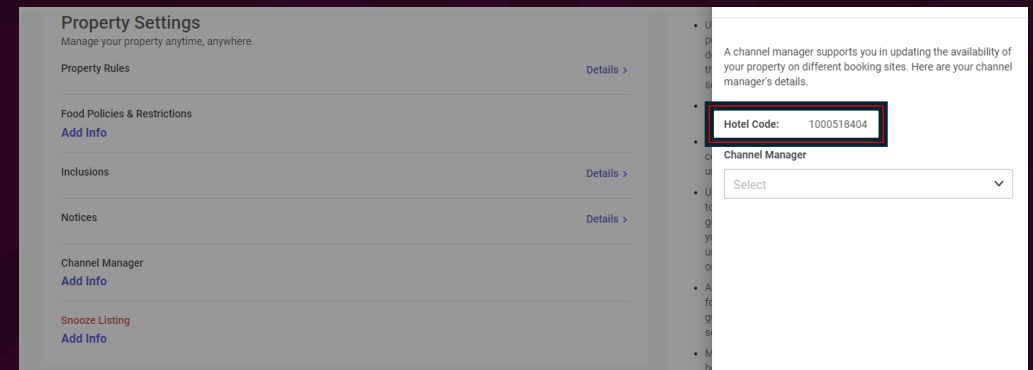 Property Settings
Manage your property anytime, anywhere.
Property Rules
Details >
Food Policies & Restrictions
Add Info
Inclusions
Details >
Notices
Details >
Channel Manager
Add Info
Snooze Listing
Add Info
A channel manager supports you in updating the availability of
your property on different booking sites. Here are your channel
manager's details.
Hotel Code: 1000518404
Channel Manager
Select